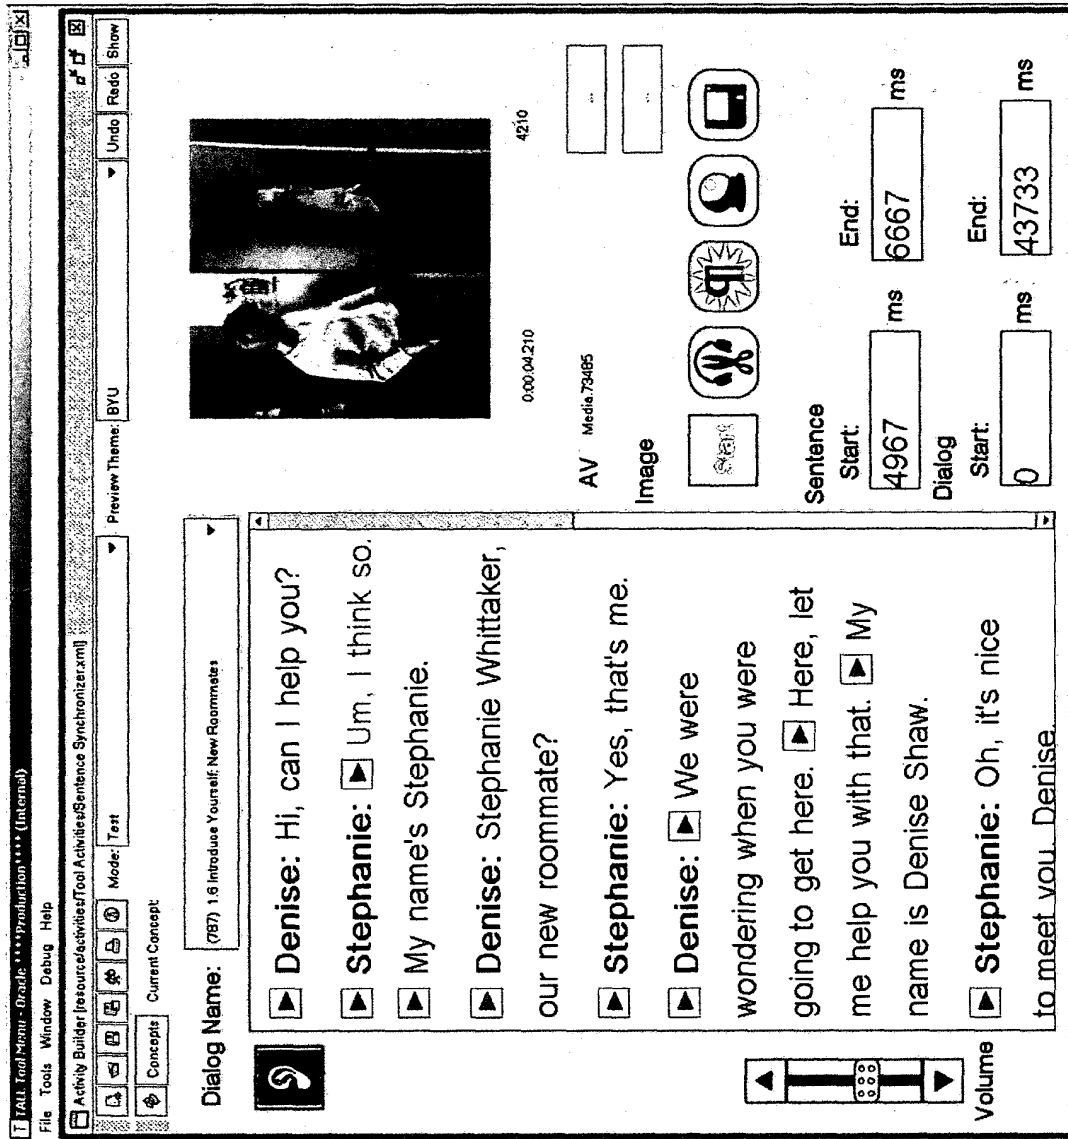 T TALL Tool Menu - Oracle ****Production**** (Internal)
File Tools Window Debug Help
Activity Builder [resource/activities/Tool Activities/Sentence Synchronizer.xml]
Mode: Test Preview Theme: BYU Undo Redo Show
Concepts Current Concept:
Dialog Name: (787) 1.6 Introduce Yourself: New Roommates
Denise: Hi, can I help you?
Stephanie: Um, I think so.
My name's Stephanie.
Denise: Stephanie Whittaker,
our new roommate?
Stephanie: Yes, that's me.
Denise: We were
wondering when you were
going to get here. Here, let
me help you with that. My
name is Denise Shaw.
Stephanie: Oh, it's nice
to meet you, Denise.
Volume
0:00:04.210 4210
AV Media.73485
Image
Start
Sentence
Start: End:
4967 ms 6667 ms
Dialog
Start: End:
0 ms 43733 ms